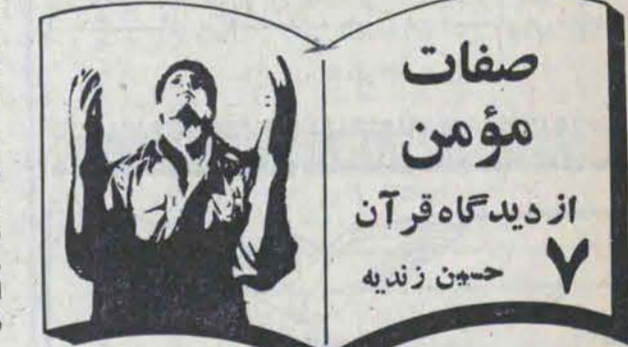 صفات
مؤمن
از دیدگاه قرآن
۷
حسین زندیه